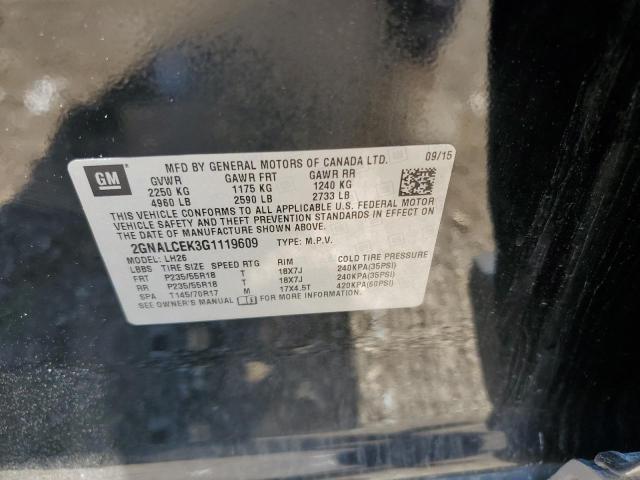 GM
MFD BY GENERAL MOTORS OF CANADA LTD. 09/15
GVWR GAWR FRT GAWR RR
2250 KG 1175 KG 1240 KG
4960 LB 2590 LB 2733 LB
THIS VEHICLE CONFORMS TO ALL APPLICABLE U.S. FEDERAL MOTOR
VEHICLE SAFETY AND THEFT PREVENTION STANDARDS IN EFFECT ON THE DATE
OF MANUFACTURE SHOWN ABOVE.
2GNALCEK3G1119609 TYPE: M.P.V.
MODEL: LH26
LBBS TIRE SIZE SPEED RTG RIM COLD TIRE PRESSURE
FRT P235/55R18 T 18X7J 240KPA(35PSI)
RR P235/55R18 T 18X7J 240KPA(35PSI)
SPA T145/70R17 M 17X4.5T 420KPA(60PSI)
SEE OWNER'S MANUAL FOR MORE INFORMATION.